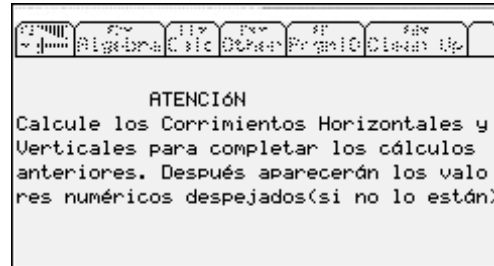 Algebra Calc Other PrgmIO Clean Up
ATENCIóN
Calcule los Corrimientos Horizontales y
Verticales para completar los cálculos
anteriores. Después aparecerán los valo
res numéricos despejados(si no lo están)